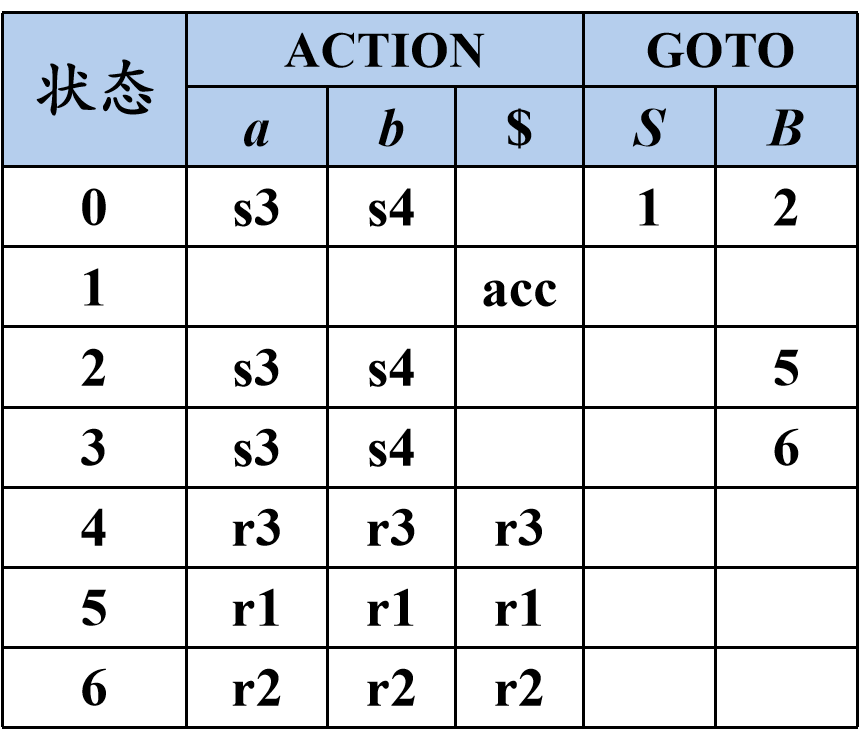 状态 ACTION GOTO
a b $ S B
0 s3 s4 1 2
1 acc
2 s3 s4 5
3 s3 s4 6
4 r3 r3 r3
5 r1 r1 r1
6 r2 r2 r2